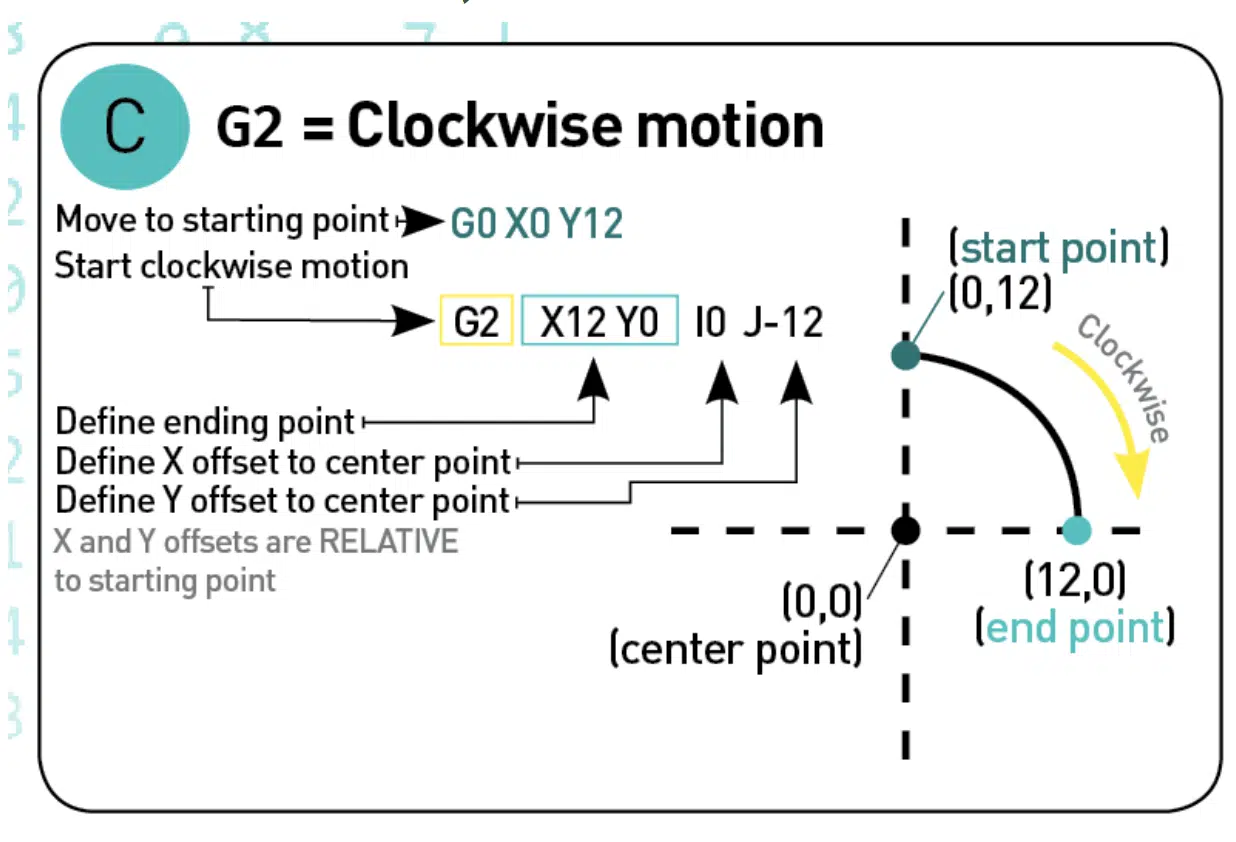 C
G2 = Clockwise motion
Move to starting point G0 X0 Y12
Start clockwise motion
G2 X12 Y0 I0 J-12
Define ending point
Define X offset to center point
Define Y offset to center point
X and Y offsets are RELATIVE
to starting point
(start point)
(0,12)
Clockwise
(0,0)
(center point)
(12,0)
(end point)